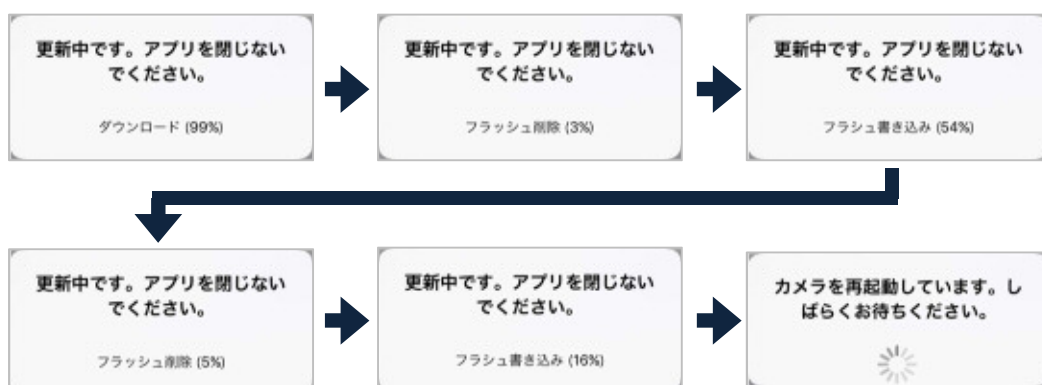 更新中です。アプリを閉じない
でください。
ダウンロード (99%)
更新中です。アプリを閉じない
でください。
フラッシュ削除 (3%)
更新中です。アプリを閉じない
でください。
フラシュ書き込み (54%)
更新中です。アプリを閉じない
でください。
フラッシュ削除 (5%)
更新中です。アプリを閉じない
でください。
フラシュ書き込み (16%)
カメラを再起動しています。し
ばらくお待ちください。